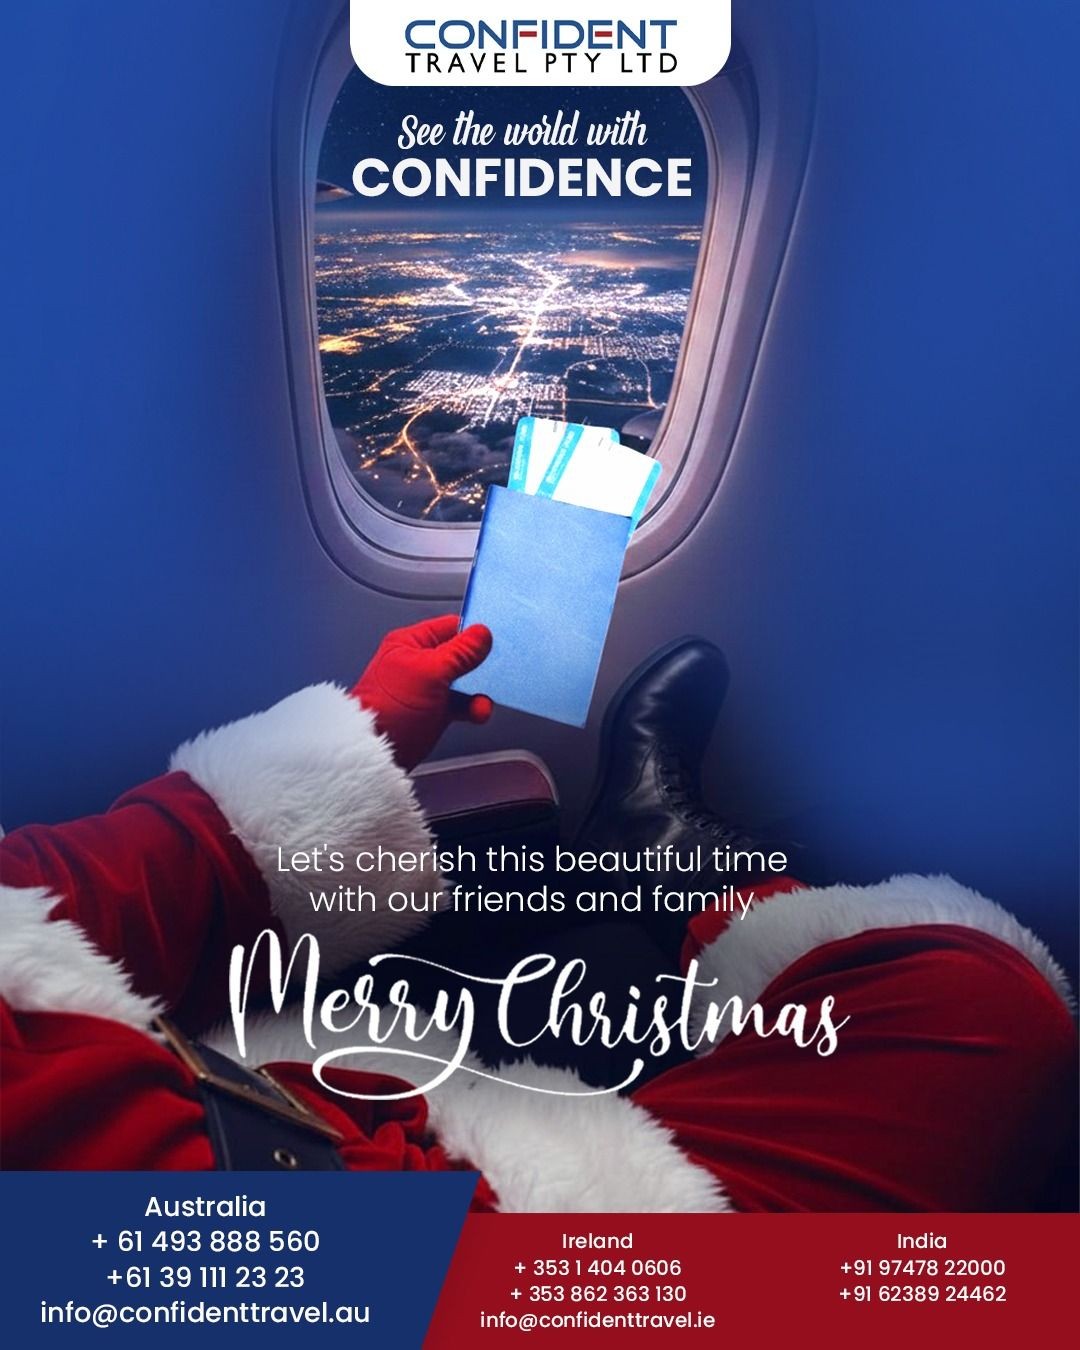 CONFIDENT
TRAVEL PTY LTD
See the world with
CONFIDENCE
Let's cherish this beautiful time
with our friends and family
Merry Christmas
Australia
+ 61 493 888 560
+61 39 111 23 23
info@confidenttravel.au
Ireland
+ 353 1 404 0606
+ 353 862 363 130
info@confidenttravel.ie
India
+91 97478 22000
+91 62389 24462